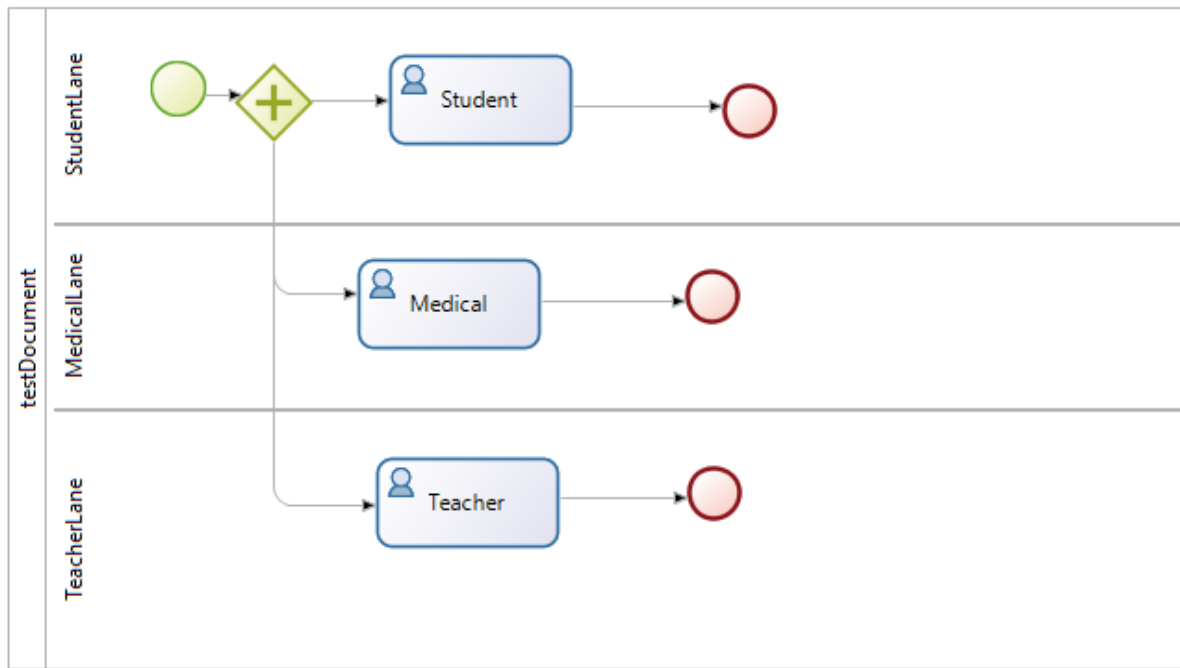 testDocument
StudentLane
Student
MedicalLane
Medical
TeacherLane
Teacher